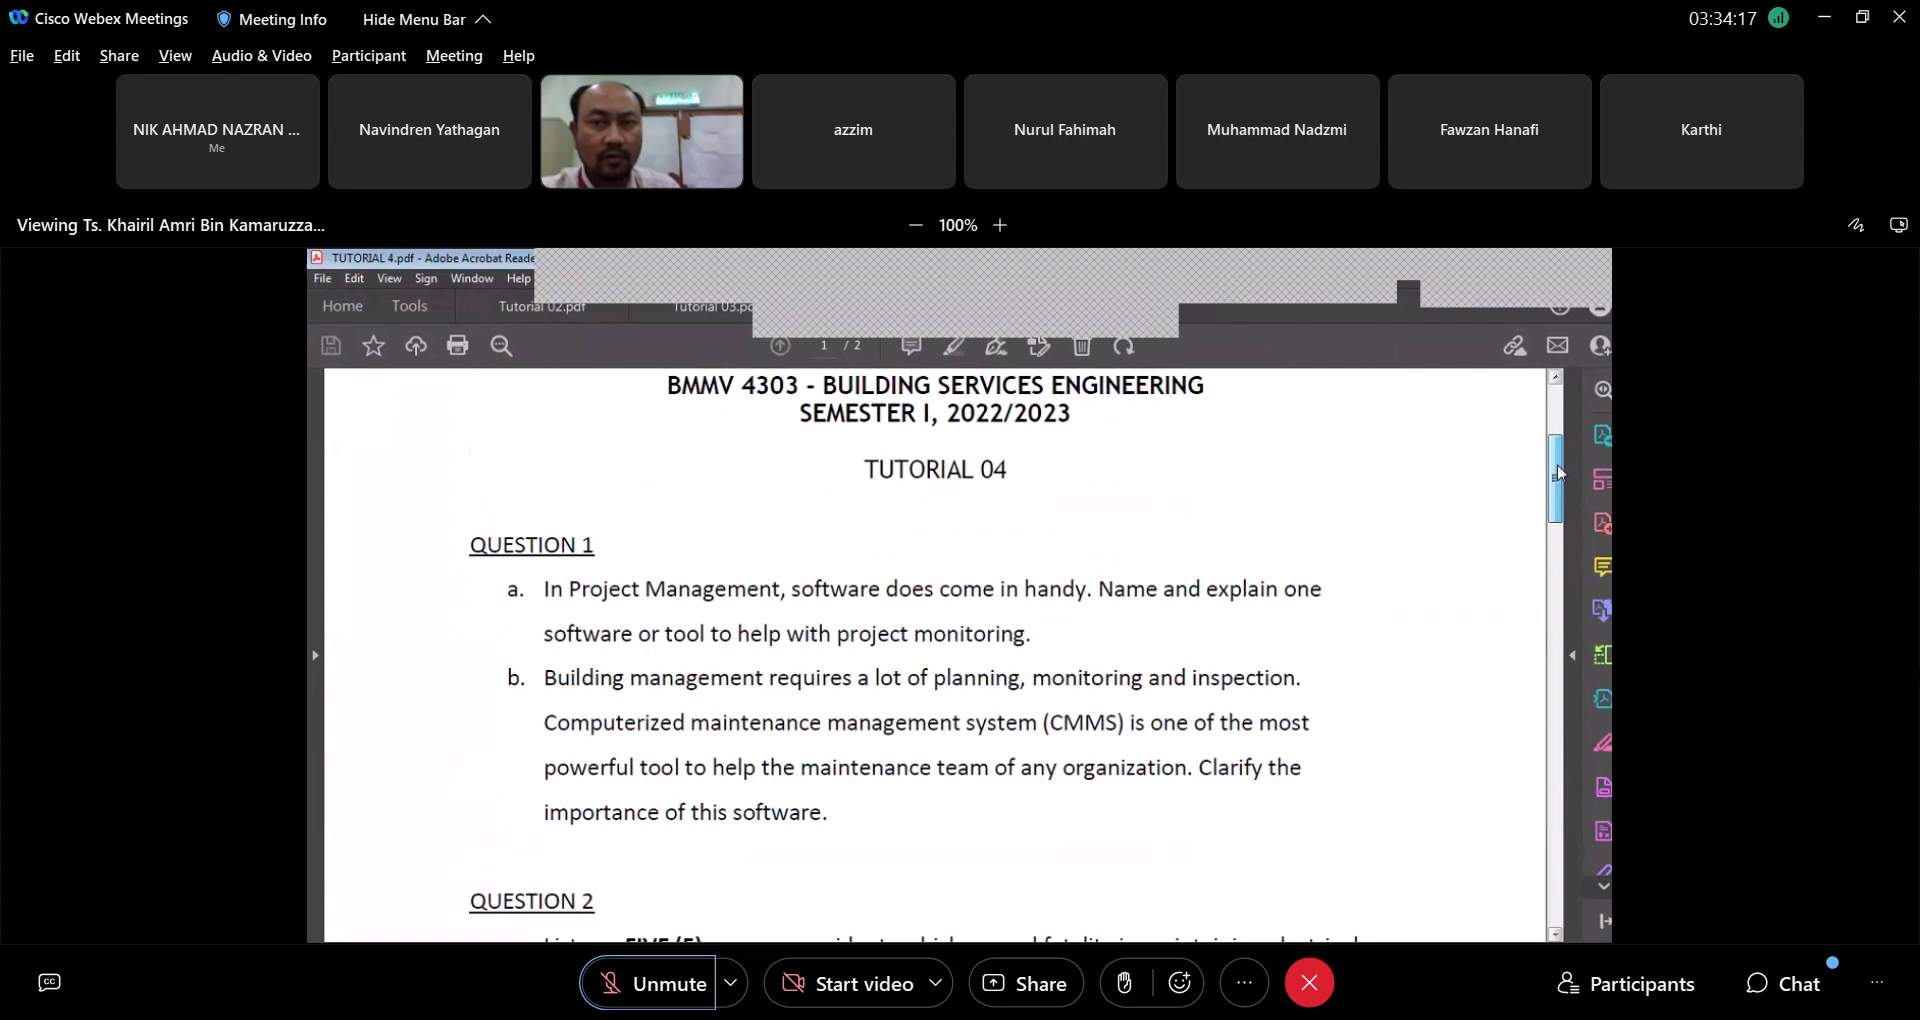 Cisco Webex Meetings
Meeting Info
Hide Menu Bar
03:34:17
File Edit Share View Audio & Video Participant Meeting Help
NIK AHMAD NAZRAN ...
Me
Navindren Yathagan
azzim
Nurul Fahimah
Muhammad Nadzmi
Fawzan Hanafi
Karthi
Viewing Ts. Khairil Amri Bin Kamaruzza...
100%
TUTORIAL 4.pdf - Adobe Acrobat Reade
File Edit View Sign Window Help
Home Tools Tutorial 02.pdf Tutorial 03.pd
1 / 2
BMMV 4303 - BUILDING SERVICES ENGINEERING
SEMESTER I, 2022/2023
TUTORIAL 04
QUESTION 1
a. In Project Management, software does come in handy. Name and explain one
software or tool to help with project monitoring.
b. Building management requires a lot of planning, monitoring and inspection.
Computerized maintenance management system (CMMS) is one of the most
powerful tool to help the maintenance team of any organization. Clarify the
importance of this software.
QUESTION 2
CC
Unmute
Start video
Share
Participants
Chat